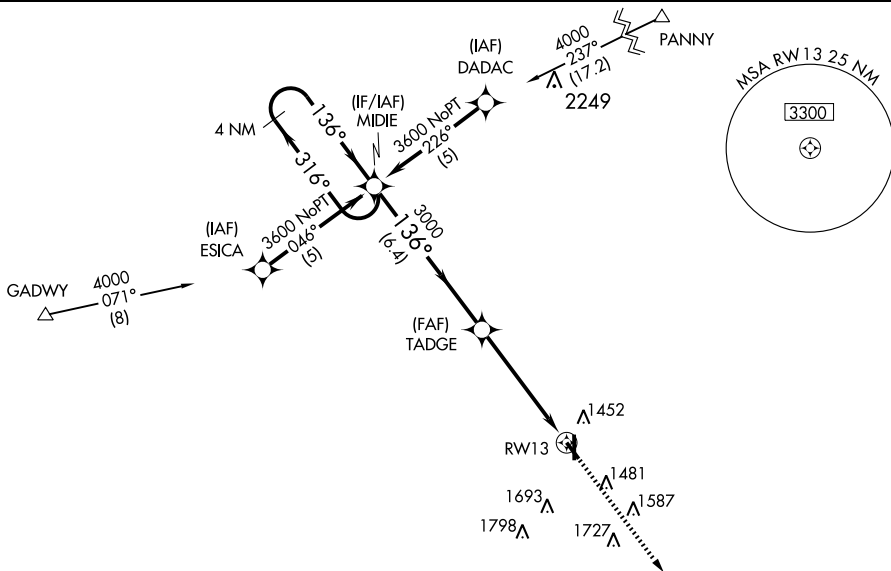 PANNY
4000
237°
(17.2)
2249
(IAF)
DADAC
3600 NoPT
226°
(5)
(IF/IAF)
MIDIE
4 NM
136°
316°
MSA RW13 25 NM
3300
(IAF)
ESICA
3600 NoPT
046°
(5)
GADWY
4000
071°
(8)
3000
136°
(6.4)
(FAF)
TADGE
1452
RW13
1481
1587
1693
1798
1727